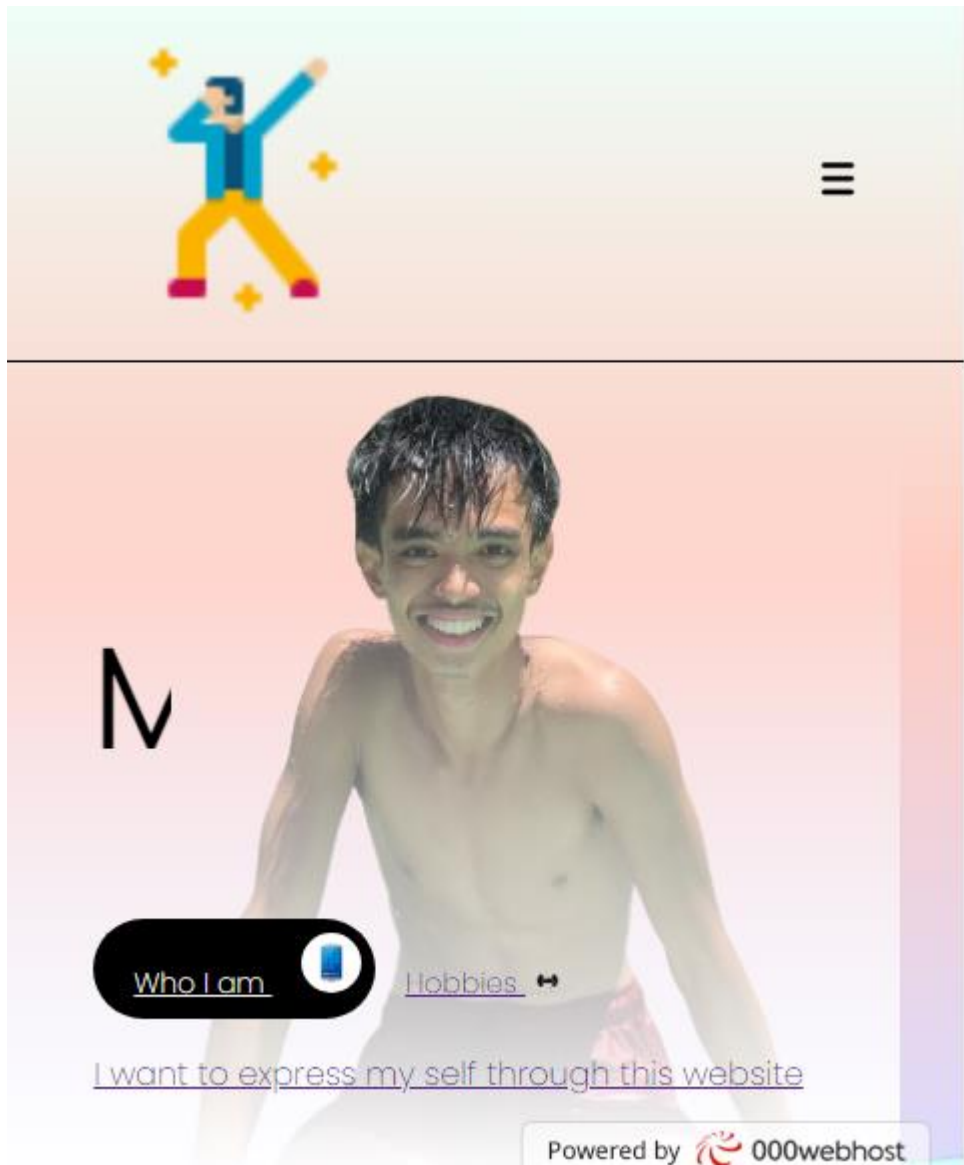 M
Who I am
Hobbies
I want to express my self through this website
Powered by 000webhost